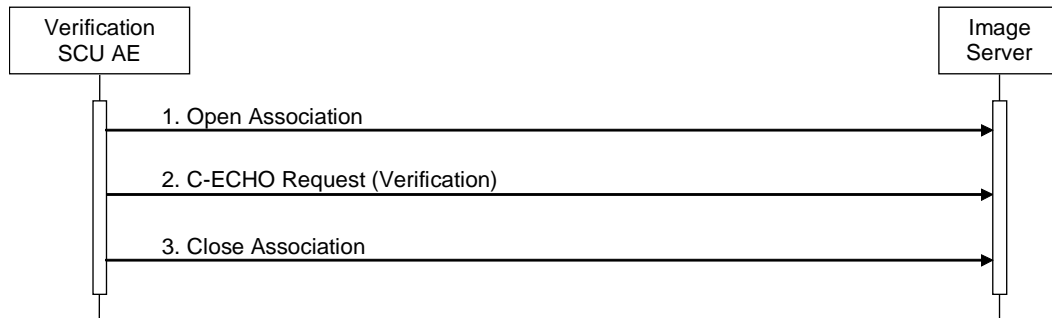 Verification
SCU AE
Image
Server
1. Open Association
2. C-ECHO Request (Verification)
3. Close Association